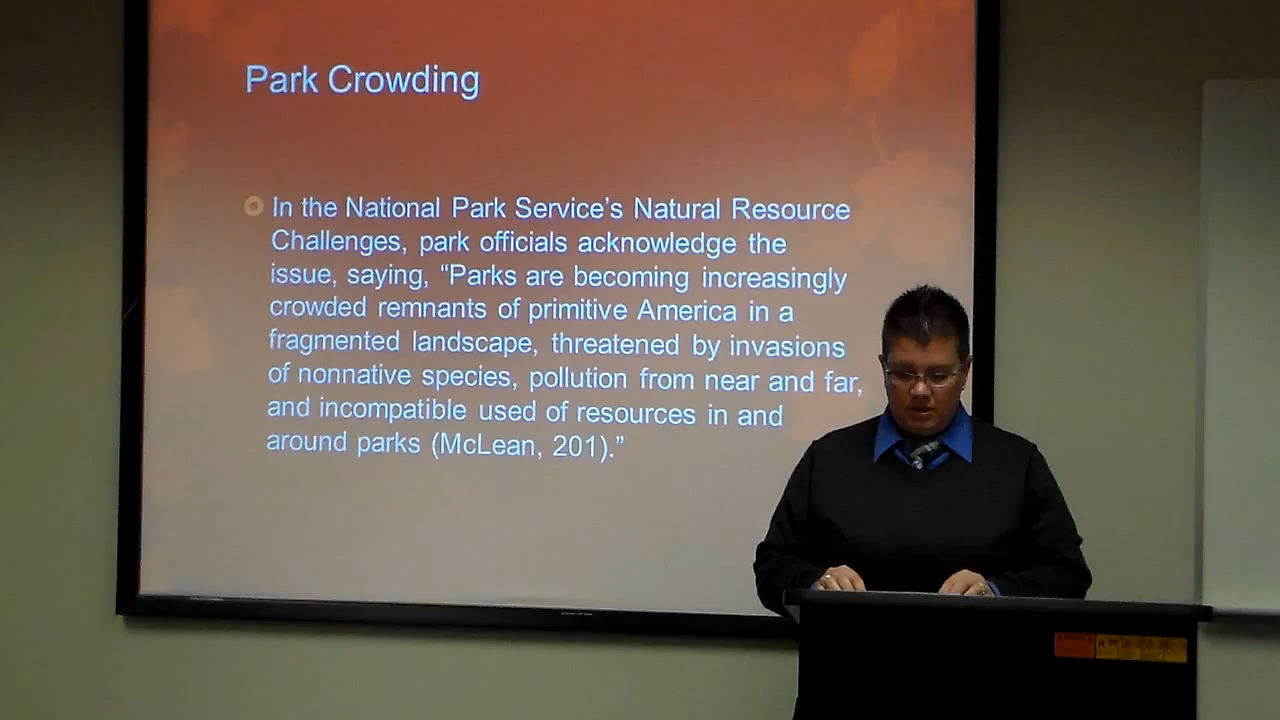 Park Crowding
In the National Park Service’s Natural Resource
Challenges, park officials acknowledge the
issue, saying, “Parks are becoming increasingly
crowded remnants of primitive America in a
fragmented landscape, threatened by invasions
of nonnative species, pollution from near and far,
and incompatible used of resources in and
around parks (McLean, 201).”